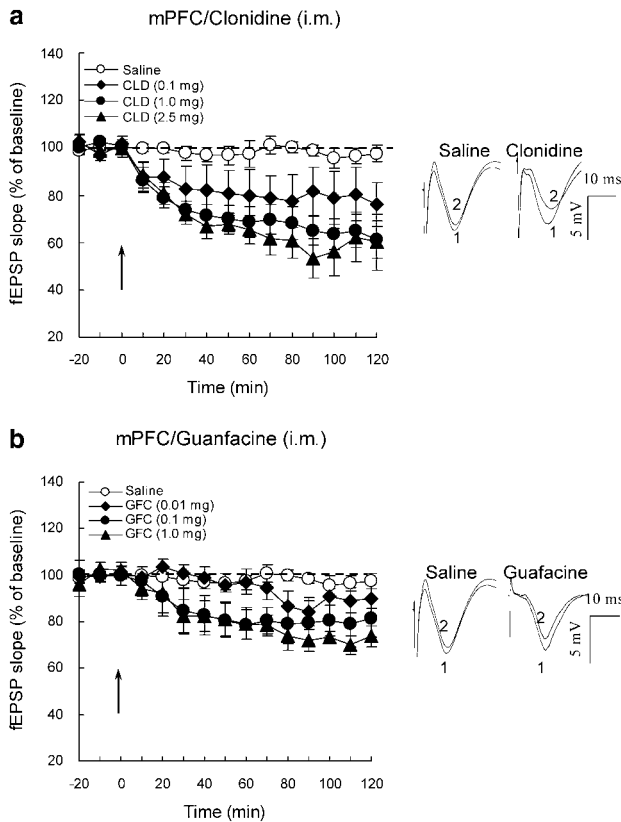 a
mPFC/Clonidine (i.m.)
140
120
100
80
60
40
20
fEPSP slope (% of baseline)
Saline
CLD (0.1 mg)
CLD (1.0 mg)
CLD (2.5 mg)
-20 0 20 40 60 80 100 120
Time (min)
Saline Clonidine
10 ms
5 mV
2
1
2
1
b
mPFC/Guanfacine (i.m.)
140
120
100
80
60
40
20
fEPSP slope (% of baseline)
Saline
GFC (0.01 mg)
GFC (0.1 mg)
GFC (1.0 mg)
-20 0 20 40 60 80 100 120
Time (min)
Saline Guafacine
10 ms
5 mV
2
1
2
1